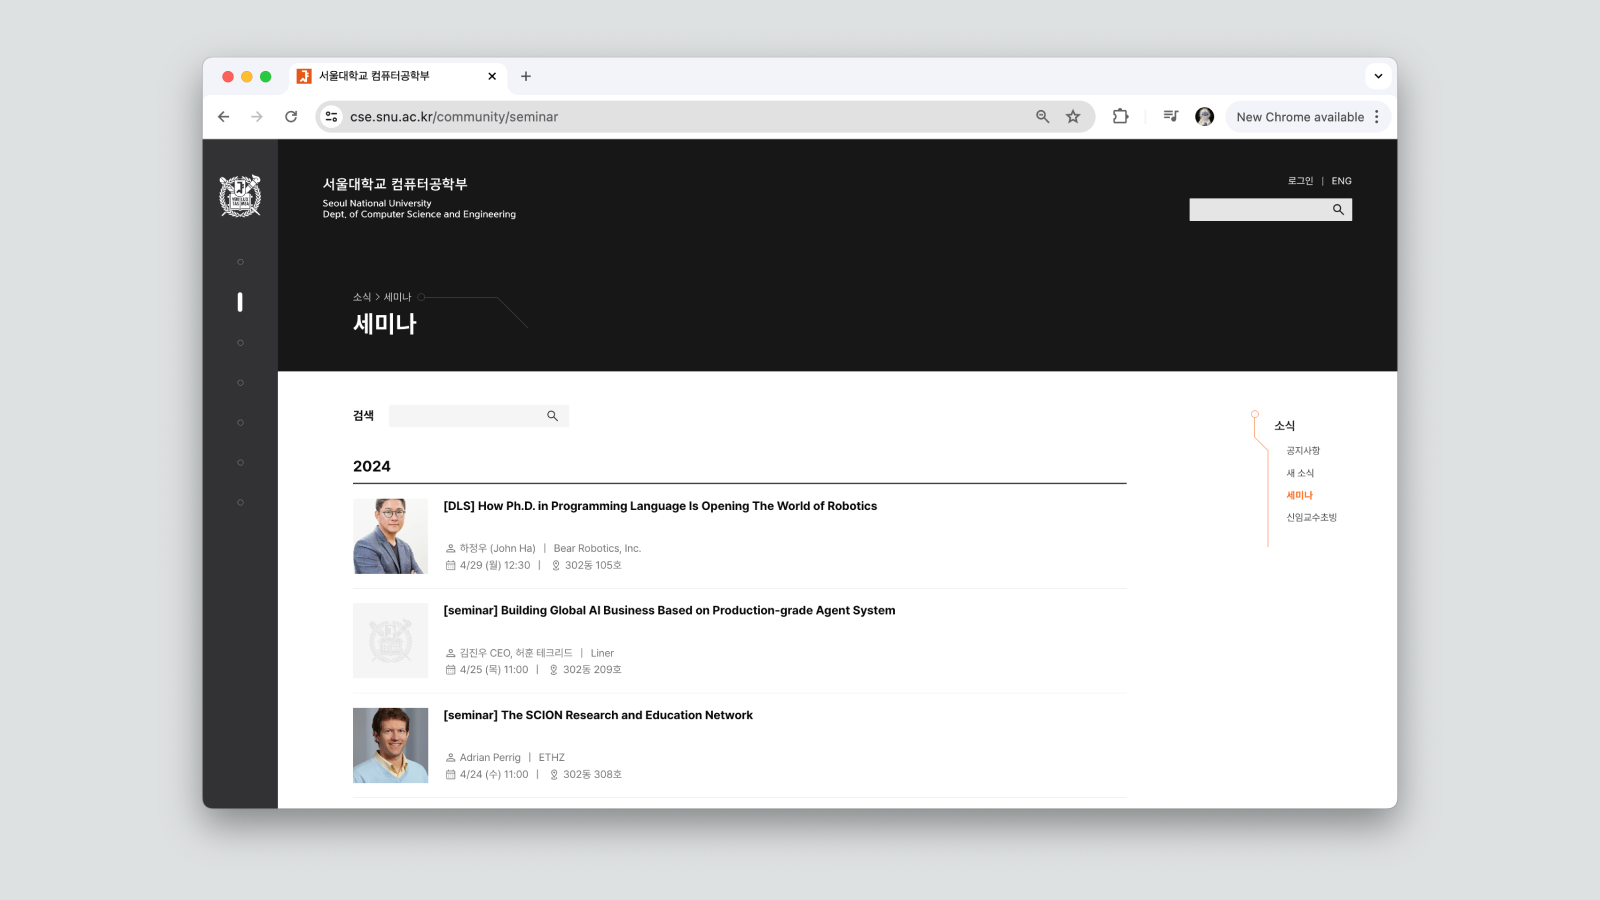 서울대학교 컴퓨터공학부
cse.snu.ac.kr/community/seminar
New Chrome available
서울대학교 컴퓨터공학부
Seoul National University
Dept. of Computer Science and Engineering
로그인 | ENG
소식 > 세미나
세미나
검색
2024
[DLS] How Ph.D. in Programming Language Is Opening The World of Robotics
하정우 (John Ha) | Bear Robotics, Inc.
4/29 (월) 12:30 | 302동 105호
[seminar] Building Global AI Business Based on Production-grade Agent System
김진우 CEO, 허훈 테크리드 | Liner
4/25 (목) 11:00 | 302동 209호
[seminar] The SCION Research and Education Network
Adrian Perrig | ETHZ
4/24 (수) 11:00 | 302동 308호
소식
공지사항
새 소식
세미나
신임교수초빙